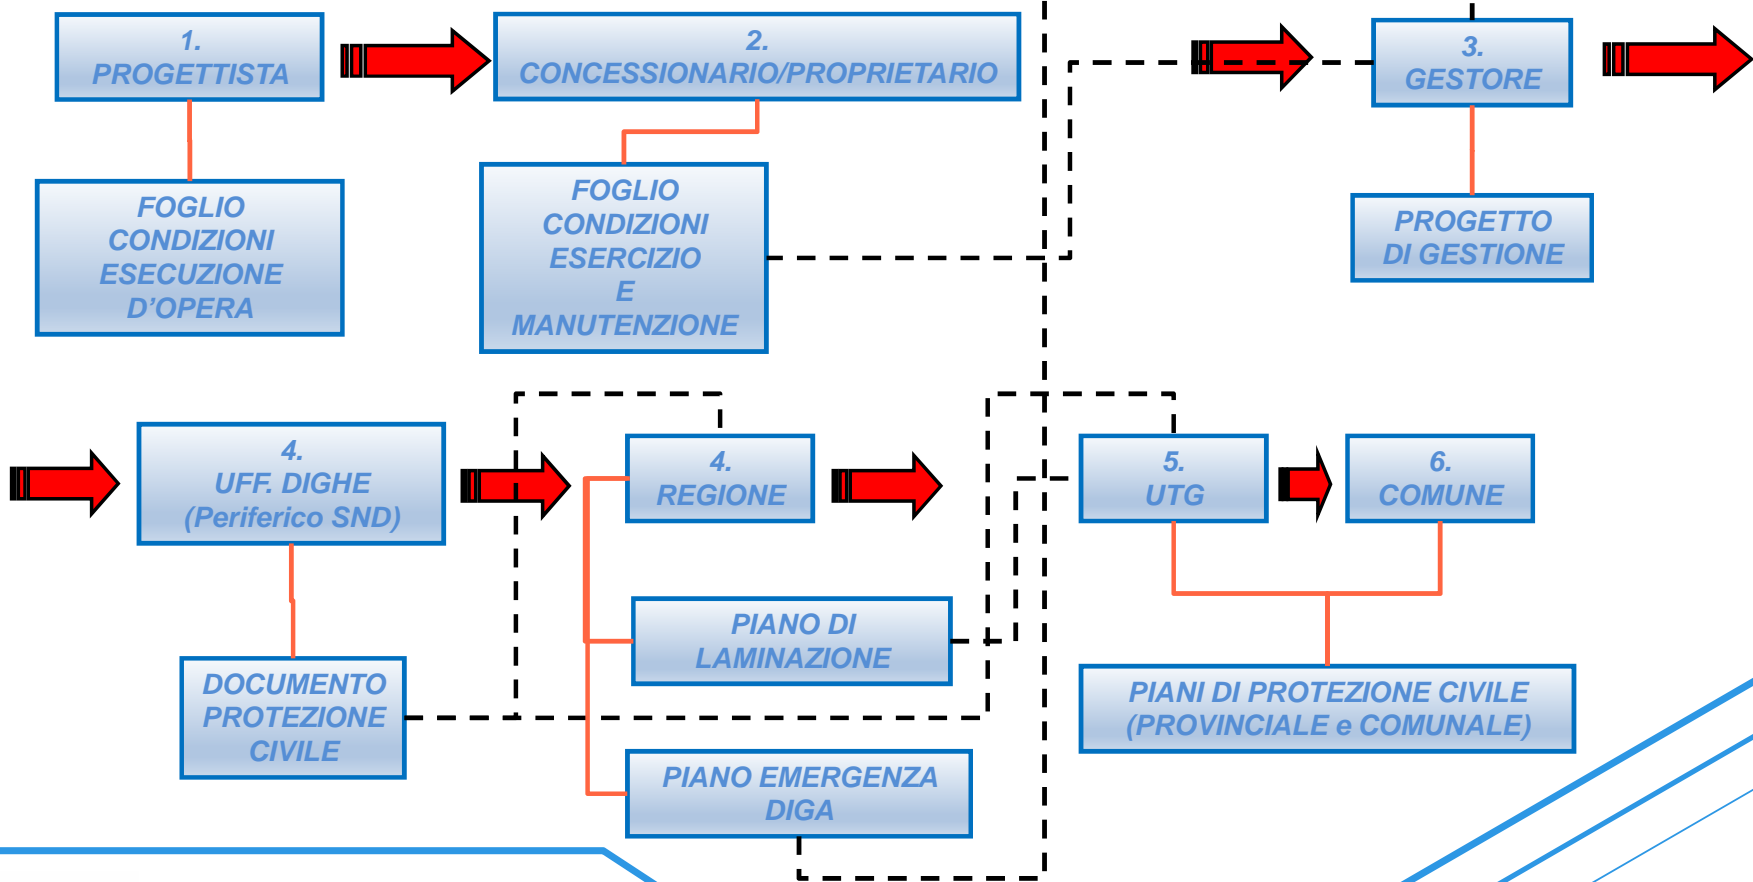 1.
PROGETTISTA
2.
CONCESSIONARIO/PROPRIETARIO
3.
GESTORE
FOGLIO
CONDIZIONI
ESECUZIONE
D’OPERA
FOGLIO
CONDIZIONI
ESERCIZIO
E
MANUTENZIONE
PROGETTO
DI GESTIONE
4.
UFF. DIGHE
(Periferico SND)
4.
REGIONE
5.
UTG
6.
COMUNE
PIANO DI
LAMINAZIONE
DOCUMENTO
PROTEZIONE
CIVILE
PIANI DI PROTEZIONE CIVILE
(PROVINCIALE e COMUNALE)
PIANO EMERGENZA
DIGA